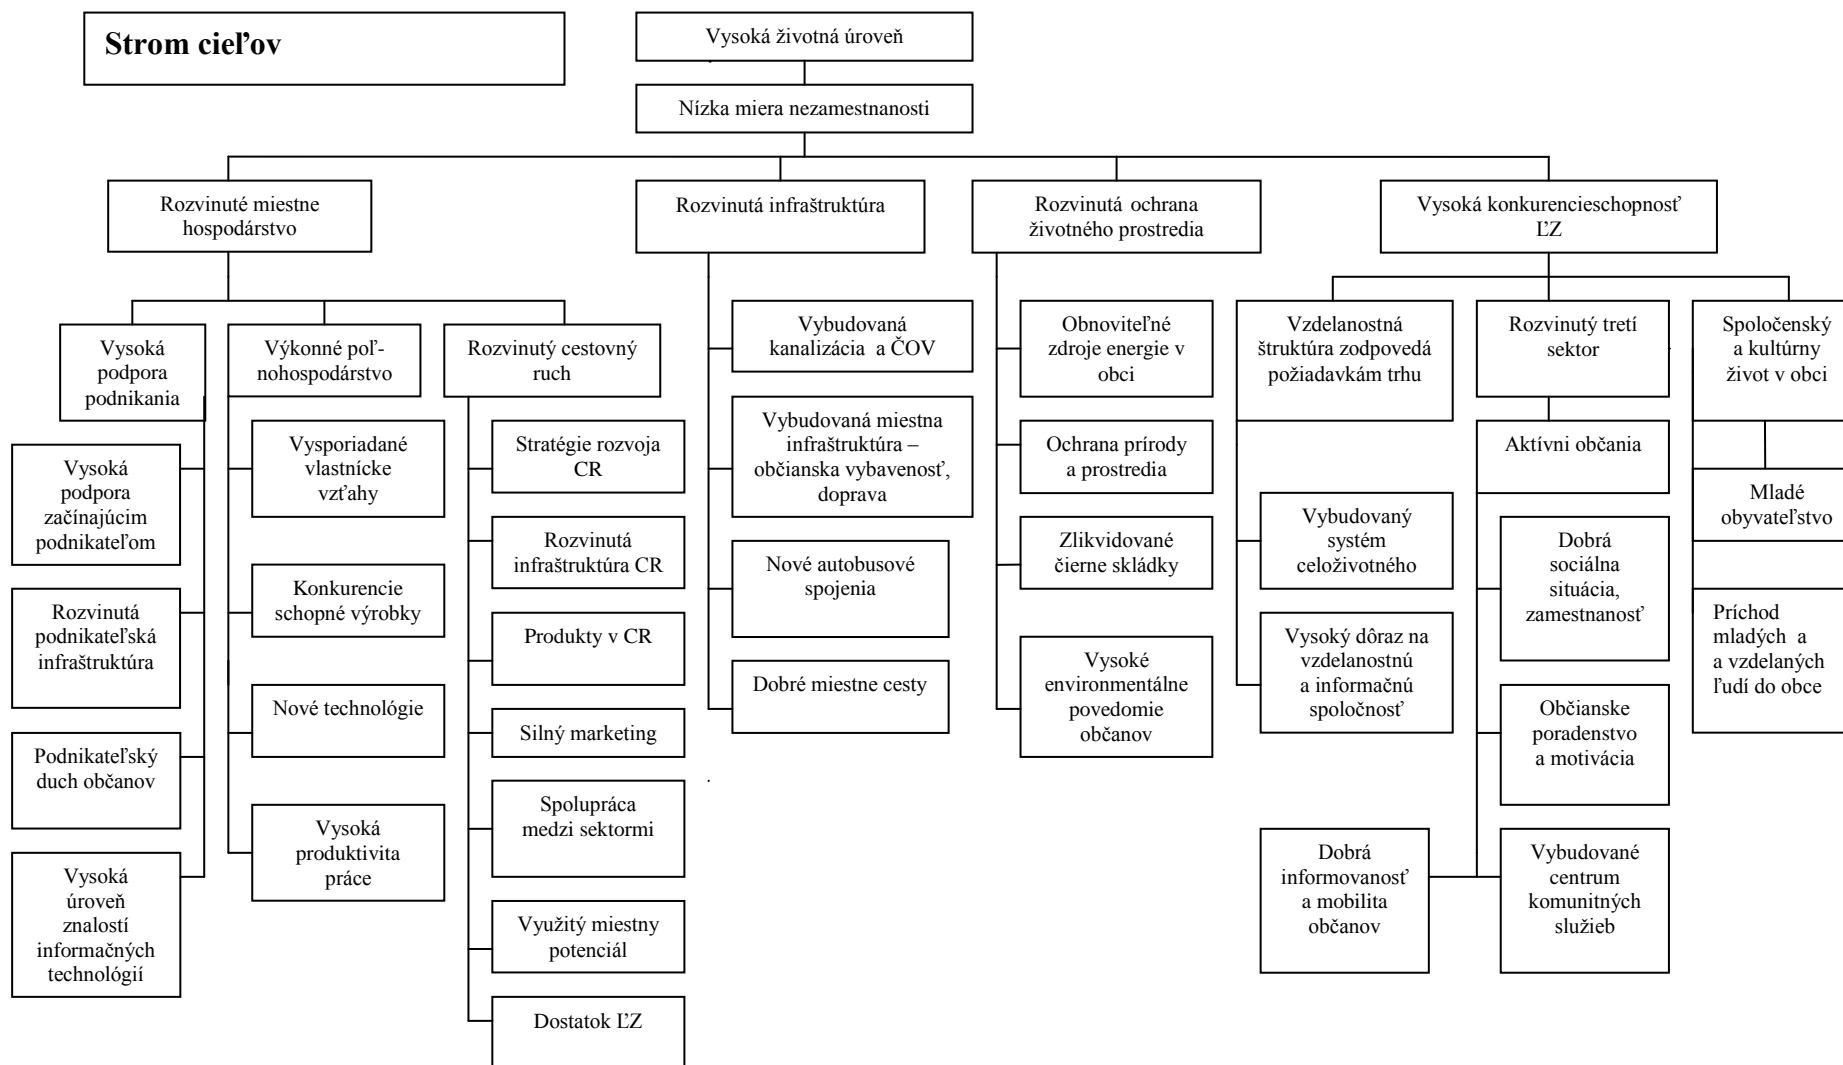 Strom cieľov
Vysoká životná úroveň
Nízka miera nezamestnanosti
Rozvinuté miestne
hospodárstvo
Rozvinutá infraštruktúra
Rozvinutá ochrana
životného prostredia
Vysoká konkurencieschopnosť
ĽZ
Vysoká
podpora
podnikania
Výkonné poľ-
nohospodárstvo
Rozvinutý cestovný
ruch
Vybudovaná
kanalizácia a ČOV
Obnoviteľné
zdroje energie v
obci
Vzdelanostná
štruktúra zodpovedá
požiadavkám trhu
Rozvinutý tretí
sektor
Spoločenský
a kultúrny
život v obci
Vysoká
podpora
začínajúcim
podnikateľom
Rozvinutá
podnikateľská
infraštruktúra
Podnikateľský
duch občanov
Vysoká
úroveň
znalostí
informačných
technológií
Vysporiadané
vlastnícke
vzťahy
Konkurencie
schopné výrobky
Nové technológie
Vysoká
produktivita
práce
Stratégie rozvoja
CR
Rozvinutá
infraštruktúra CR
Produkty v CR
Silný marketing
Spolupráca
medzi sektormi
Využitý miestny
potenciál
Dostatok ĽZ
Vybudovaná miestna
infraštruktúra –
občianska vybavenosť,
doprava
Nové autobusové
spojenia
Dobré miestne cesty
Ochrana prírody
a prostredia
Zlikvidované
čierne skládky
Vysoké
environmentálne
povedomie
občanov
Vybudovaný
systém
celoživotného
Vysoký dôraz na
vzdelanostnú
a informačnú
spoločnosť
Aktívni občania
Dobrá
sociálna
situácia,
zamestnanosť
Občianske
poradenstvo
a motivácia
Dobrá
informovanosť
a mobilita
občanov
Vybudované
centrum
komunitných
služieb
Mladé
obyvateľstvo
Príchod
mladých a
a vzdelaných
ľudí do obce